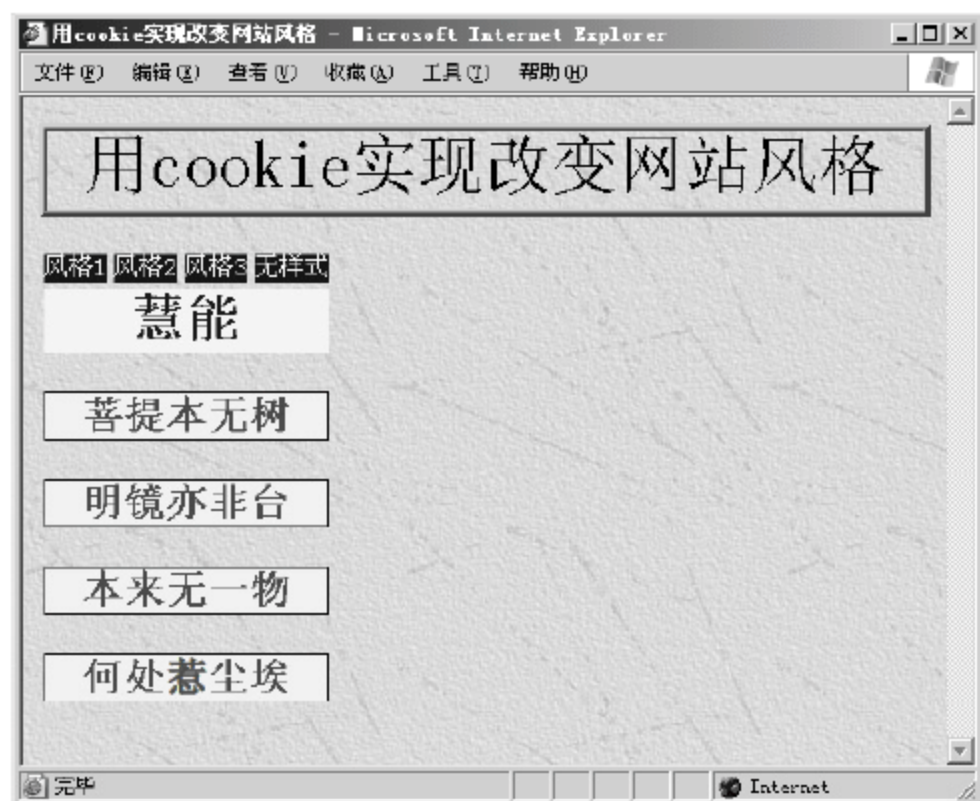 用cookie实现改变网站风格 - Microsoft Internet Explorer
文件(F) 编辑(E) 查看(V) 收藏(A) 工具(T) 帮助(H)
用cookie实现改变网站风格
风格1 风格2 风格3 无样式
慧能
菩提本无树
明镜亦非台
本来无一物
何处惹尘埃
完毕 Internet